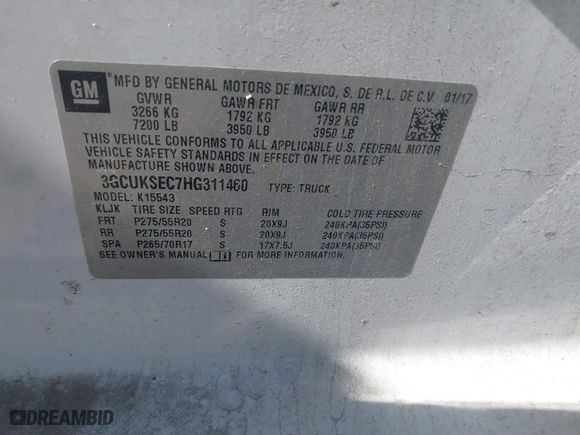 GM MFD BY GENERAL MOTORS DE MEXICO, S. DE R.L. DE C.V. 01/17
GVWR GAWR FRT GAWR RR
3266 KG 1792 KG 1792 KG
7200 LB 3950 LB 3950 LB
THIS VEHICLE CONFORMS TO ALL APPLICABLE U.S. FEDERAL MOTOR
VEHICLE SAFETY STANDARDS IN EFFECT ON THE DATE OF
MANUFACTURE SHOWN ABOVE.
3GCUKSEC7HG311460 TYPE: TRUCK
MODEL: K15543
KLJK TIRE SIZE SPEED RTG RIM COLD TIRE PRESSURE
FRT P275/55R20 S 20X9J 240KPA(35PSI)
RR P275/55R20 S 20X9J 240KPA(35PSI)
SPA P265/70R17 S 17X7.5J 240KPA(35PSI)
SEE OWNER'S MANUAL FOR MORE INFORMATION.
DREAMBID